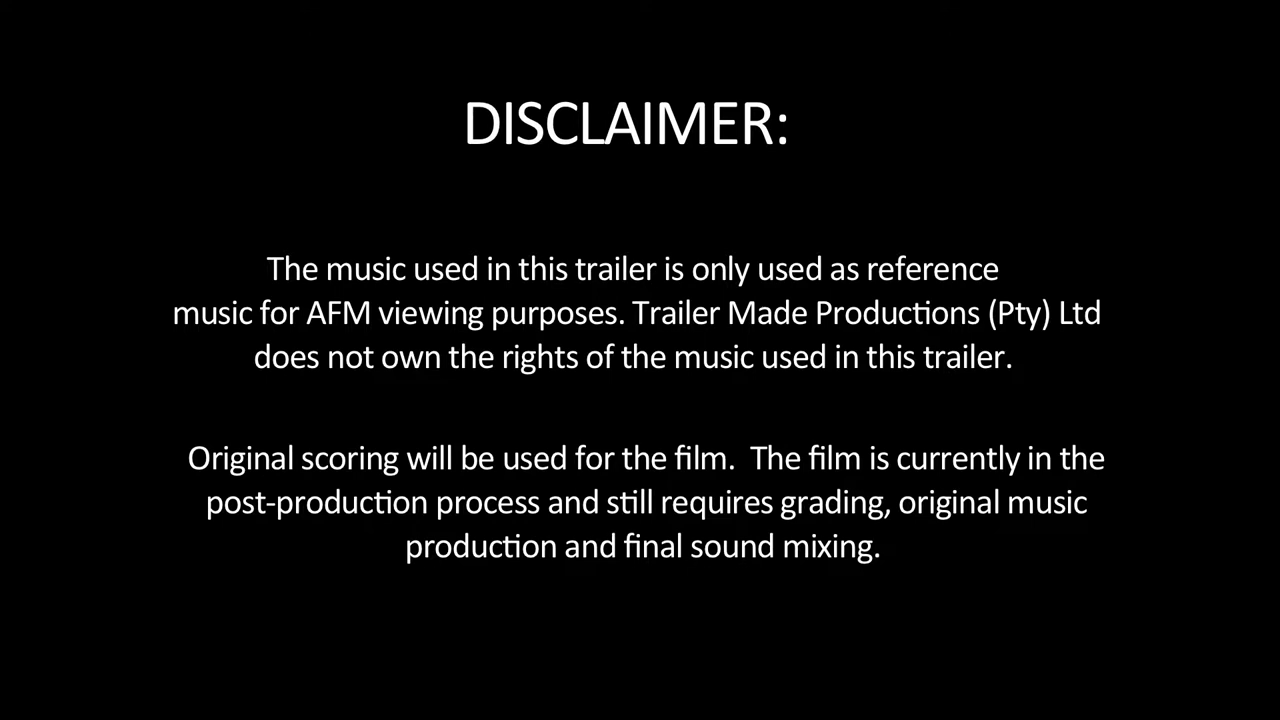 DISCLAIMER:
The music used in this trailer is only used as reference
music for AFM viewing purposes. Trailer Made Productions (Pty) Ltd
does not own the rights of the music used in this trailer.
Original scoring will be used for the film.  The film is currently in the
post-production process and still requires grading, original music
production and final sound mixing.